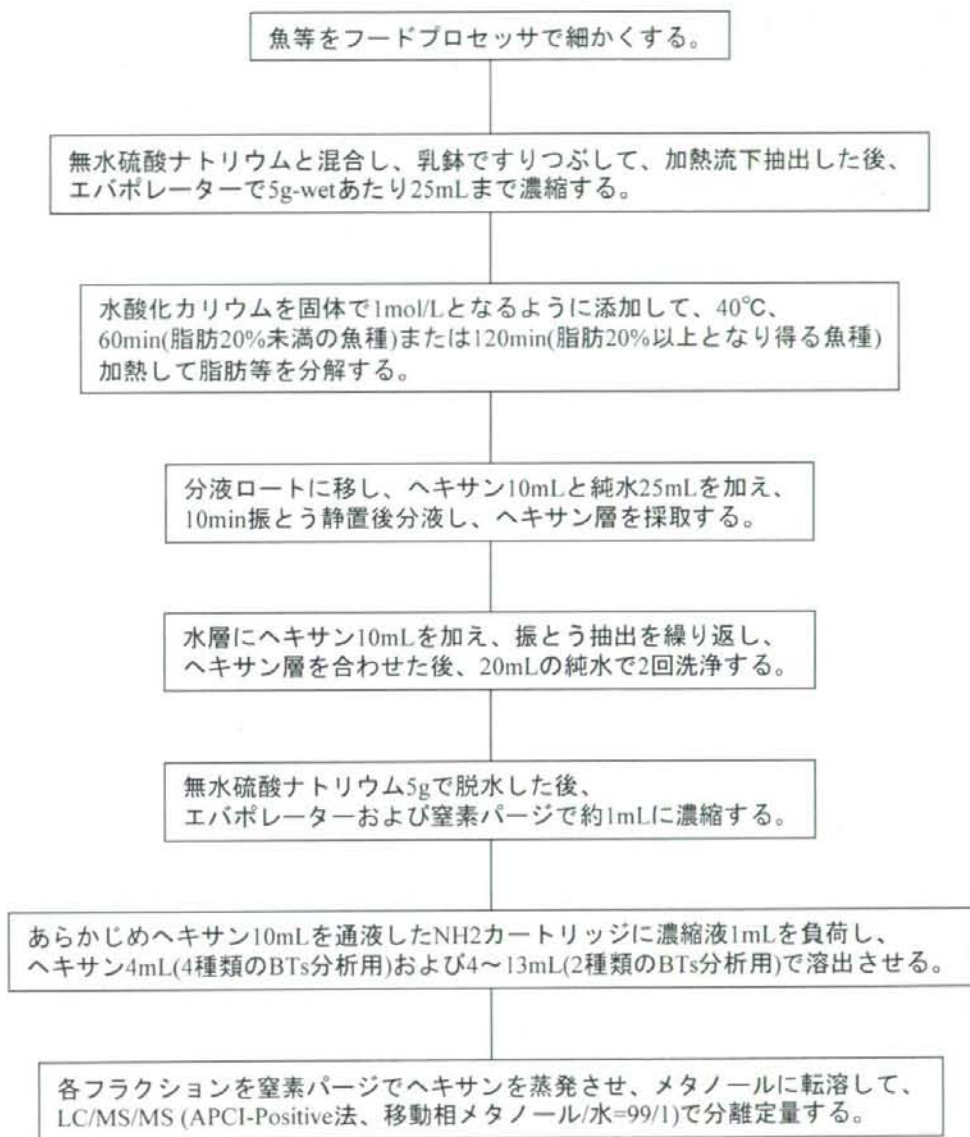 魚等をフードプロセッサで細かくする。
無水硫酸ナトリウムと混合し、乳鉢ですりつぶして、加熱流下抽出した後、
エバポレーターで5g-wetあたり25mLまで濃縮する。
水酸化カリウムを固体で1mol/Lとなるように添加して、40℃、
60min(脂肪20%未満の魚種)または120min(脂肪20%以上となり得る魚種)
加熱して脂肪等を分解する。
分液ロートに移し、ヘキサン10mLと純水25mLを加え、
10min振とう静置後分液し、ヘキサン層を採取する。
水層にヘキサン10mLを加え、振とう抽出を繰り返し、
ヘキサン層を合わせた後、20mLの純水で2回洗浄する。
無水硫酸ナトリウム5gで脱水した後、
エバポレーターおよび窒素パージで約1mLに濃縮する。
あらかじめヘキサン10mLを通液したNH2カートリッジに濃縮液1mLを負荷し、
ヘキサン4mL(4種類のBTs分析用)および4～13mL(2種類のBTs分析用)で溶出させる。
各フラクションを窒素パージでヘキサンを蒸発させ、メタノールに転溶して、
LC/MS/MS (APCI-Positive法、移動相メタノール/水=99/1)で分離定量する。